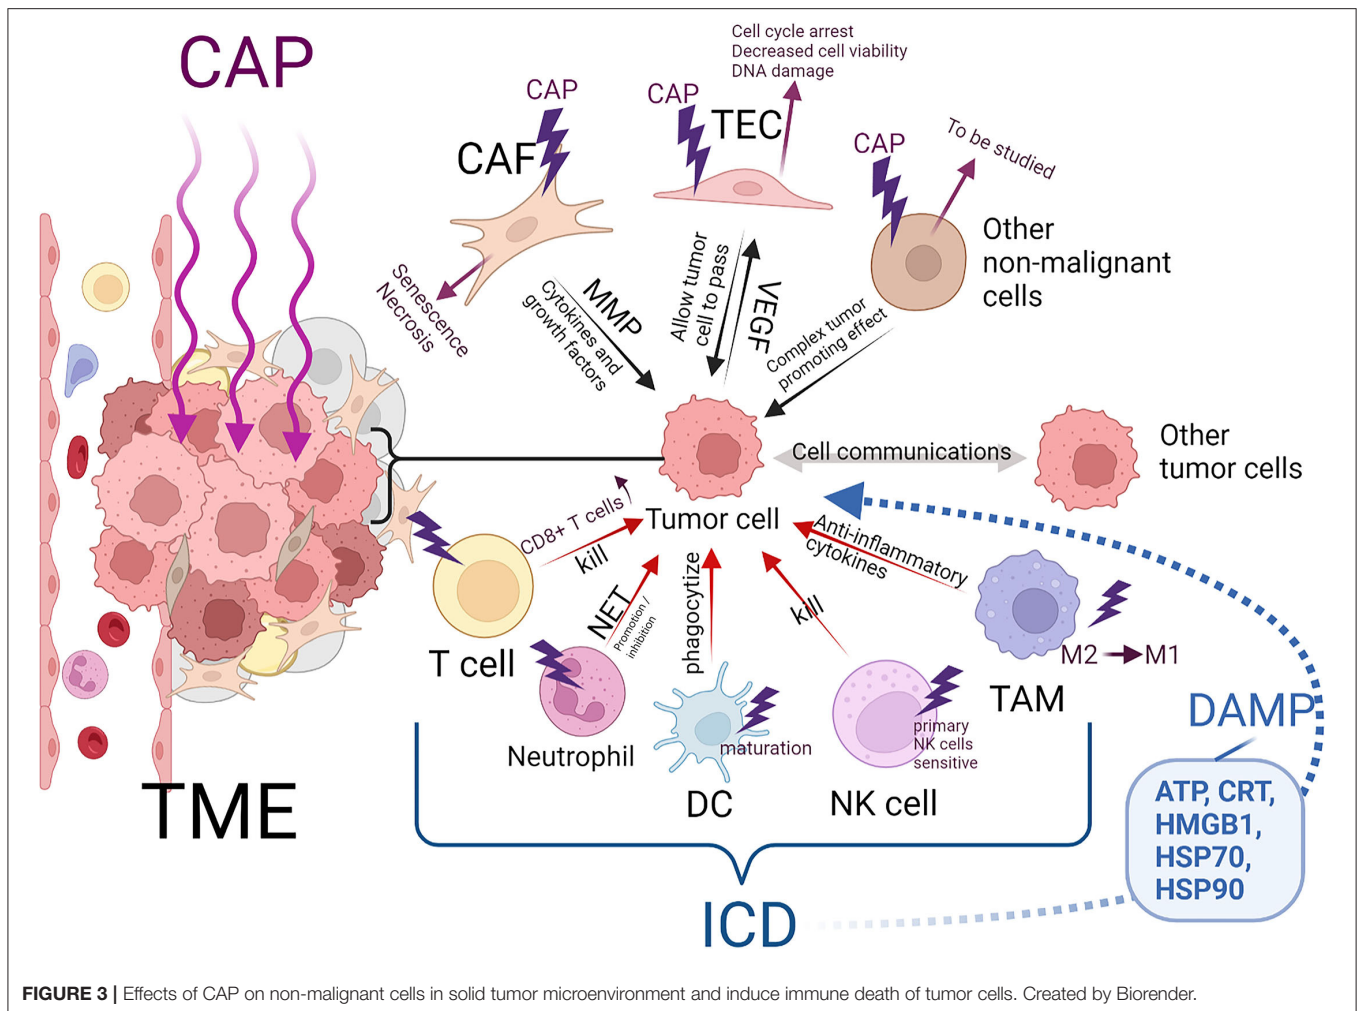 CAP
Cell cycle arrest
Decreased cell viability
DNA damage
CAP
CAF
CAP
TEC
CAP
To be studied
Other
non-malignant
cells
Senescence
Necrosis
MMP
Cytokines and
growth factors
Allow tumor
cell to pass
VEGF
Complex tumor
promoting effect
Cell communications
Other
tumor cells
Tumor cell
CD8+ T cells
kill
T cell
NET
Promotion /
inhibition
Neutrophil
phagocytize
maturation
DC
kill
primary
NK cells
sensitive
NK cell
Anti-inflammatory
cytokines
M2
M1
TAM
TME
DAMP
ATP, CRT,
HMGB1,
HSP70,
HSP90
ICD
FIGURE 3 | Effects of CAP on non-malignant cells in solid tumor microenvironment and induce immune death of tumor cells. Created by Biorender.